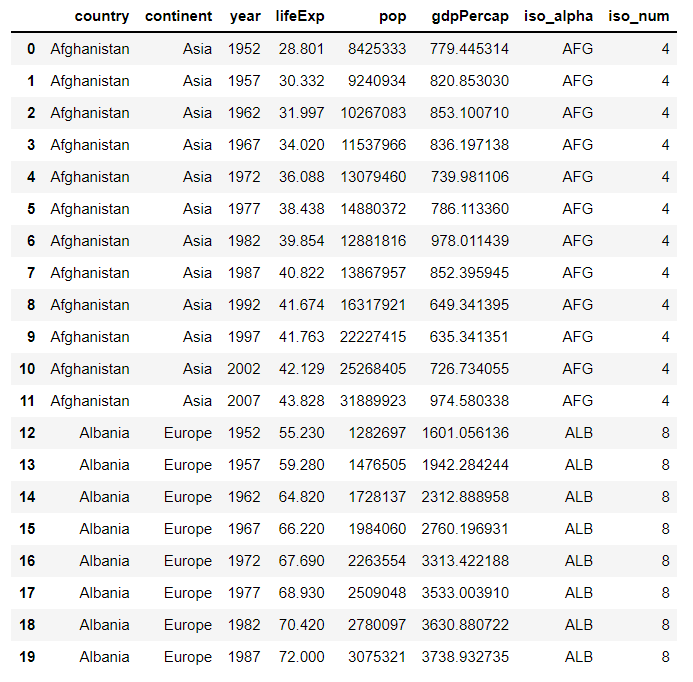 country continent year lifeExp pop gdpPercap iso_alpha iso_num
0 Afghanistan Asia 1952 28.801 8425333 779.445314 AFG 4
1 Afghanistan Asia 1957 30.332 9240934 820.853030 AFG 4
2 Afghanistan Asia 1962 31.997 10267083 853.100710 AFG 4
3 Afghanistan Asia 1967 34.020 11537966 836.197138 AFG 4
4 Afghanistan Asia 1972 36.088 13079460 739.981106 AFG 4
5 Afghanistan Asia 1977 38.438 14880372 786.113360 AFG 4
6 Afghanistan Asia 1982 39.854 12881816 978.011439 AFG 4
7 Afghanistan Asia 1987 40.822 13867957 852.395945 AFG 4
8 Afghanistan Asia 1992 41.674 16317921 649.341395 AFG 4
9 Afghanistan Asia 1997 41.763 22227415 635.341351 AFG 4
10 Afghanistan Asia 2002 42.129 25268405 726.734055 AFG 4
11 Afghanistan Asia 2007 43.828 31889923 974.580338 AFG 4
12 Albania Europe 1952 55.230 1282697 1601.056136 ALB 8
13 Albania Europe 1957 59.280 1476505 1942.284244 ALB 8
14 Albania Europe 1962 64.820 1728137 2312.888958 ALB 8
15 Albania Europe 1967 66.220 1984060 2760.196931 ALB 8
16 Albania Europe 1972 67.690 2263554 3313.422188 ALB 8
17 Albania Europe 1977 68.930 2509048 3533.003910 ALB 8
18 Albania Europe 1982 70.420 2780097 3630.880722 ALB 8
19 Albania Europe 1987 72.000 3075321 3738.932735 ALB 8